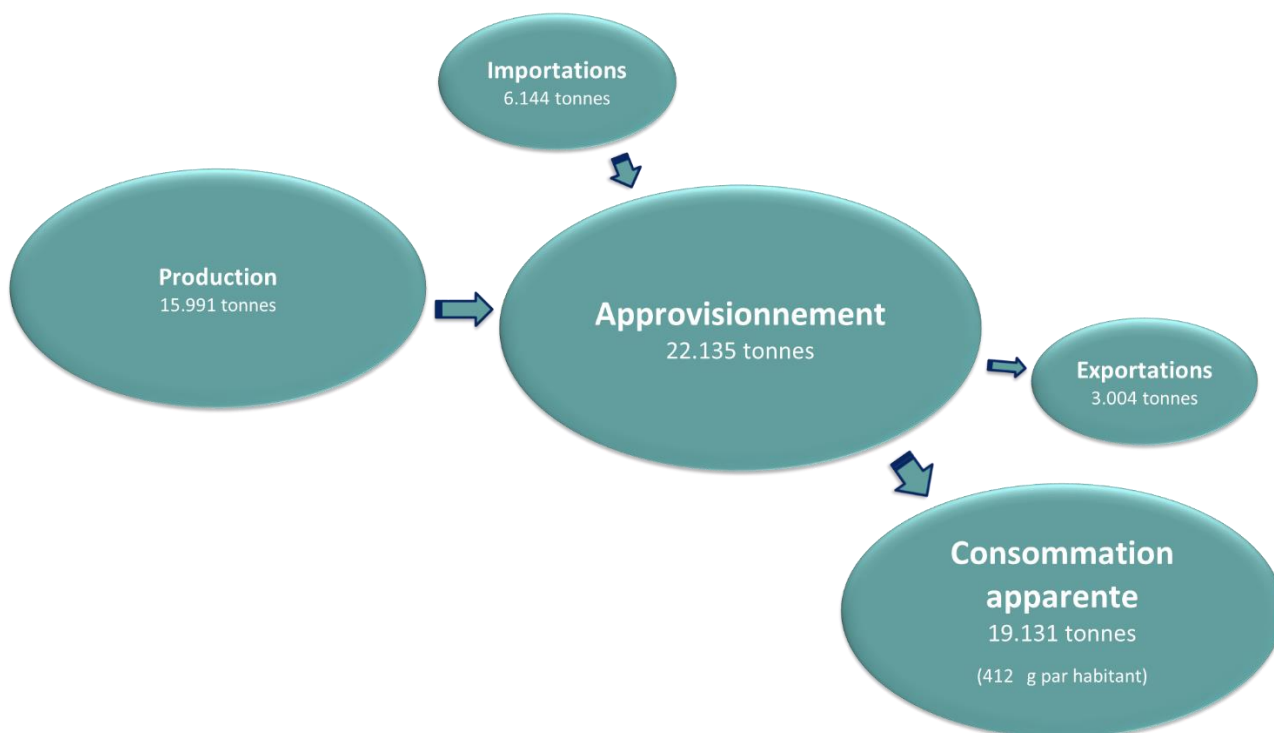 Importations
6.144 tonnes
Production
15.991 tonnes
Approvisionnement
22.135 tonnes
Exportations
3.004 tonnes
Consommation
apparente
19.131 tonnes
(412 g par habitant)